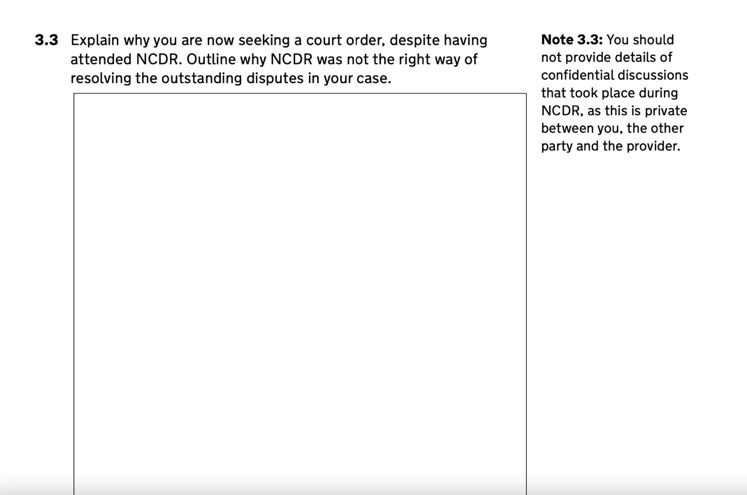 3.3 Explain why you are now seeking a court order, despite having
attended NCDR. Outline why NCDR was not the right way of
resolving the outstanding disputes in your case.
Note 3.3: You should
not provide details of
confidential discussions
that took place during
NCDR, as this is private
between you, the other
party and the provider.